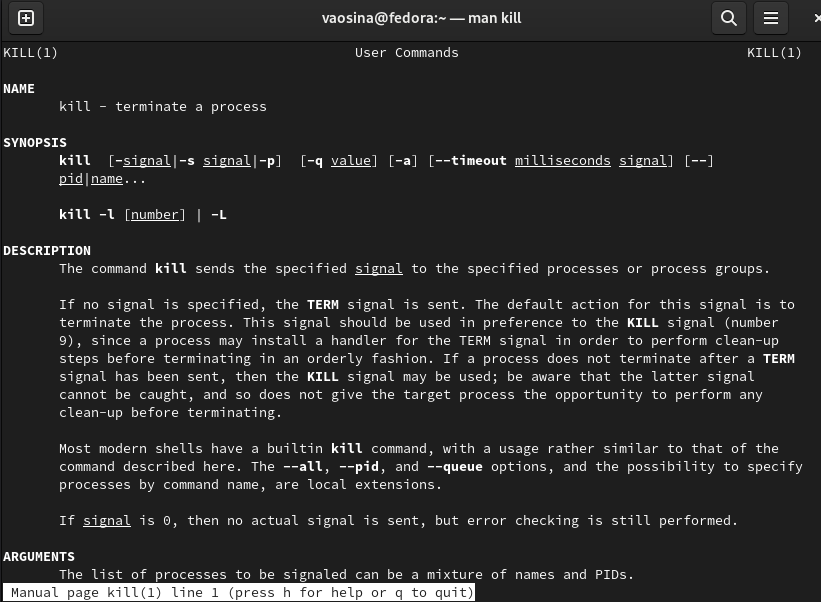 vaosina@fedora:~ — man kill
KILL(1) User Commands KILL(1)
NAME
kill - terminate a process
SYNOPSIS
kill [-signal|-s signal|-p] [-q value] [-a] [--timeout milliseconds signal] [--]
pid|name...
kill -l [number] | -L
DESCRIPTION
The command kill sends the specified signal to the specified processes or process groups.
If no signal is specified, the TERM signal is sent. The default action for this signal is to
terminate the process. This signal should be used in preference to the KILL signal (number
9), since a process may install a handler for the TERM signal in order to perform clean-up
steps before terminating in an orderly fashion. If a process does not terminate after a TERM
signal has been sent, then the KILL signal may be used; be aware that the latter signal
cannot be caught, and so does not give the target process the opportunity to perform any
clean-up before terminating.
Most modern shells have a builtin kill command, with a usage rather similar to that of the
command described here. The --all, --pid, and --queue options, and the possibility to specify
processes by command name, are local extensions.
If signal is 0, then no actual signal is sent, but error checking is still performed.
ARGUMENTS
The list of processes to be signaled can be a mixture of names and PIDs.
Manual page kill(1) line 1 (press h for help or q to quit)